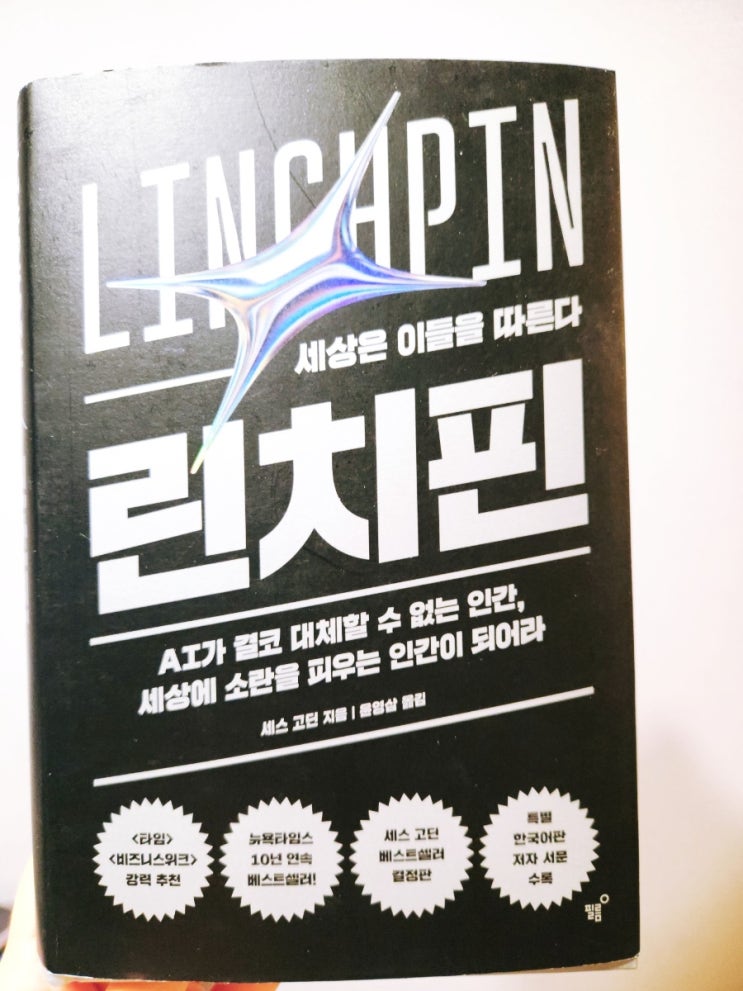 LINCHPIN
세상은 이들을 따른다
린치핀
AI가 결코 대체할 수 없는 인간,
세상에 소란을 피우는 인간이 되어라
세스 고딘 지음 | 윤영삼 옮김
<타임>
<비즈니스위크>
강력 추천
뉴욕타임스
10년 연속
베스트셀러!
세스 고딘
베스트셀러
결정판
특별
한국어판
저자 서문
수록
필름